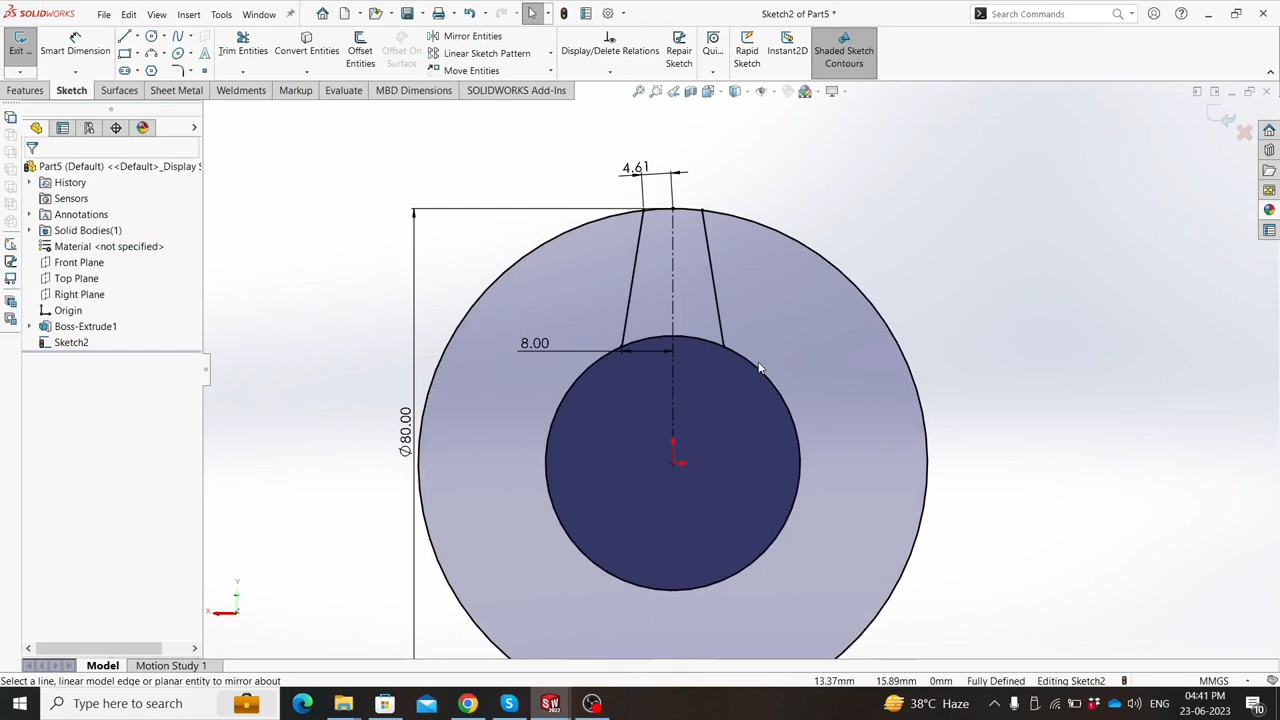 SOLIDWORKS File Edit View Insert Tools Window Sketch2 of Part5 * Search Commands
Exit ... Smart Dimension Trim Entities Convert Entities Offset Entities Offset On Surface Mirror Entities Linear Sketch Pattern Move Entities Display/Delete Relations Repair Sketch Qui... Rapid Sketch Instant2D Shaded Sketch Contours
Features Sketch Surfaces Sheet Metal Weldments Markup Evaluate MBD Dimensions SOLIDWORKS Add-Ins
Part5 (Default) <<Default>_Display S
History
Sensors
Annotations
Solid Bodies(1)
Material <not specified>
Front Plane
Top Plane
Right Plane
Origin
Boss-Extrude1
Sketch2
4.61
8.00
Ø80.00
Y
X
Model Motion Study 1
Select a line, linear model edge or planar entity to mirror about 13.37mm 15.89mm 0mm Fully Defined Editing Sketch2 MMGS
Type here to search 38°C Haze 04:41 PM
23-06-2023